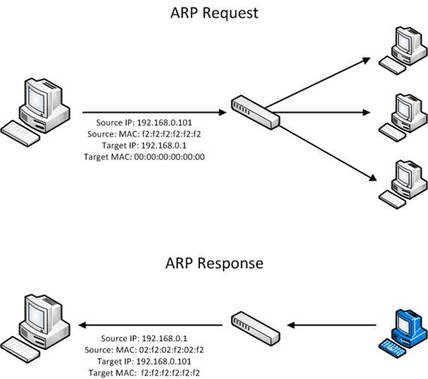 ARP Request
Source IP: 192.168.0.101
Source: MAC: f2:f2:f2:f2:f2:f2
Target IP: 192.168.0.1
Target MAC: 00:00:00:00:00:00
ARP Response
Source IP: 192.168.0.1
Source: MAC: 02:f2:02:f2:02:f2
Target IP: 192.168.0.101
Target MAC: f2:f2:f2:f2:f2:f2